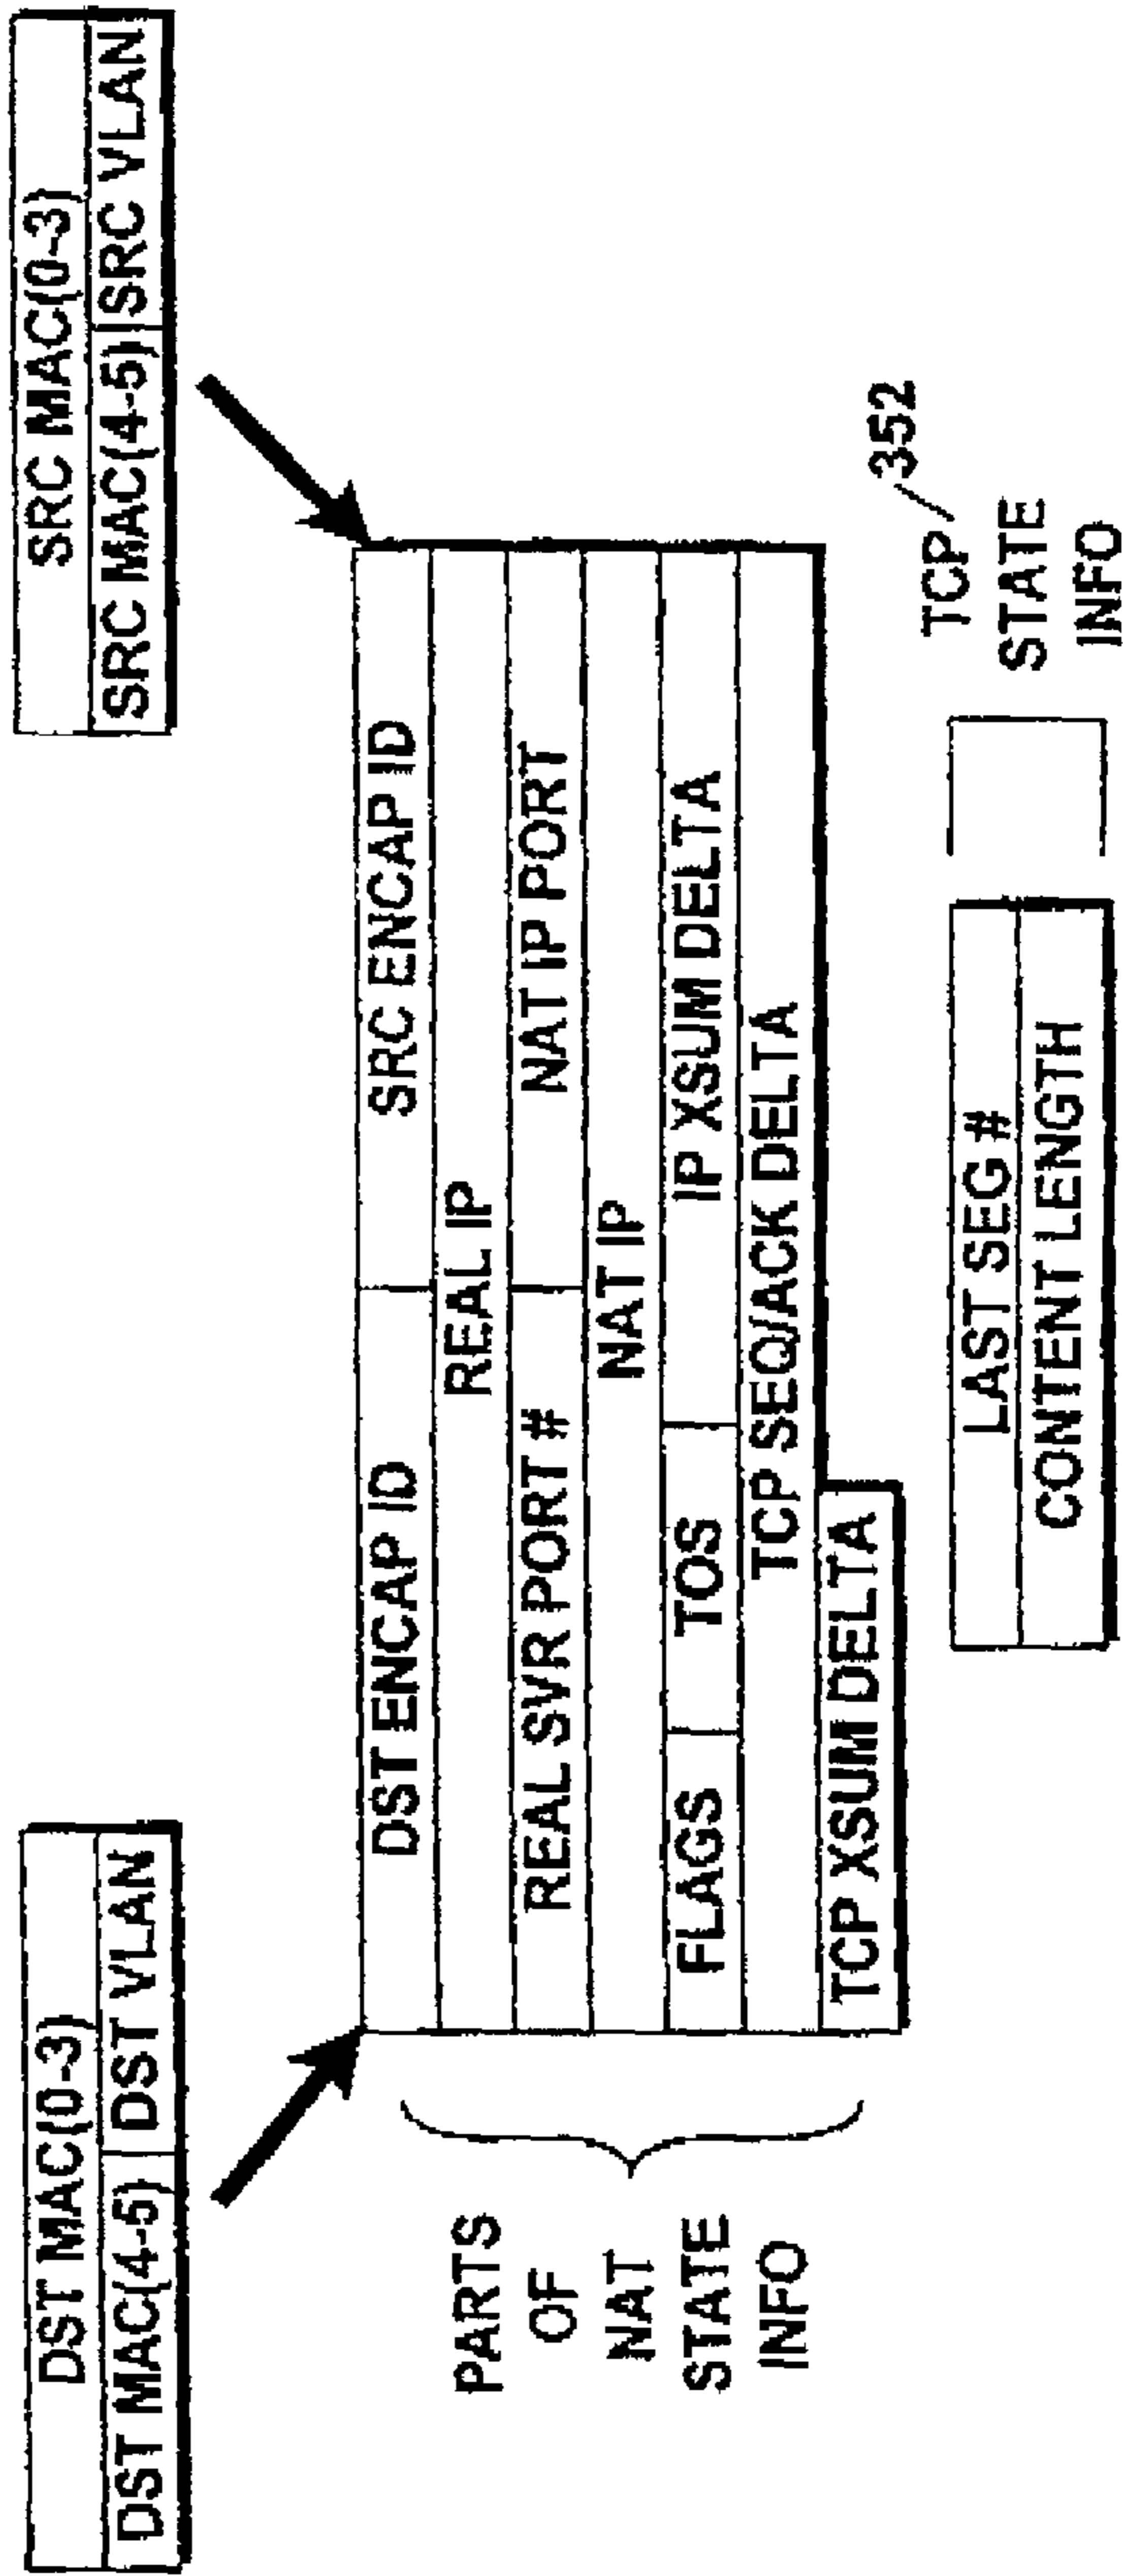 DST MAC(0-3)
DST MAC(4-5) DST VLAN
SRC MAC(0-3)
SRC MAC(4-5) SRC VLAN
PARTS
OF
NAT
STATE
INFO
DST ENCAP ID SRC ENCAP ID
REAL IP
REAL SVR PORT # NAT IP PORT
NAT IP
FLAGS TOS IP XSUM DELTA
TCP SEQ/ACK DELTA
TCP XSUM DELTA
LAST SEG #
CONTENT LENGTH
TCP 352
STATE
INFO